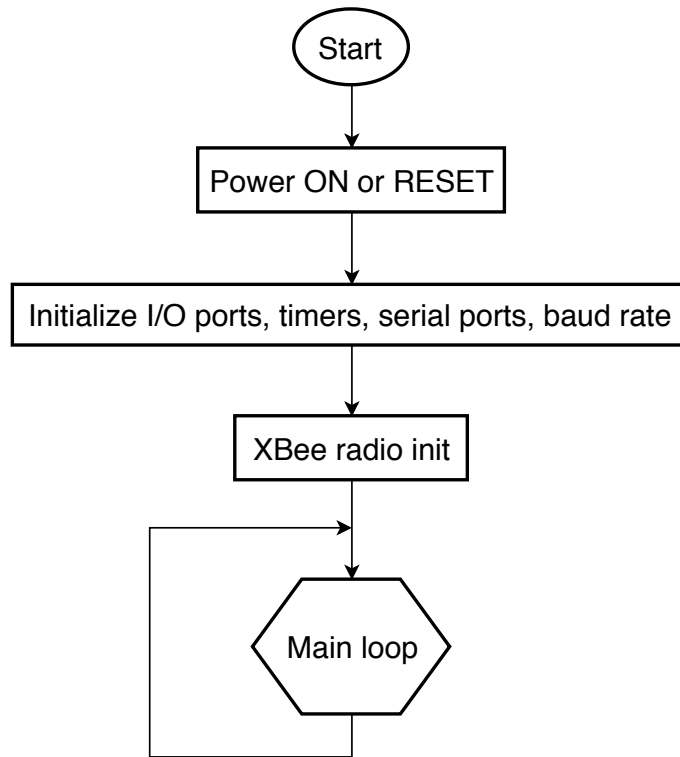 Start
Power ON or RESET
Initialize I/O ports, timers, serial ports, baud rate
XBee radio init
Main loop